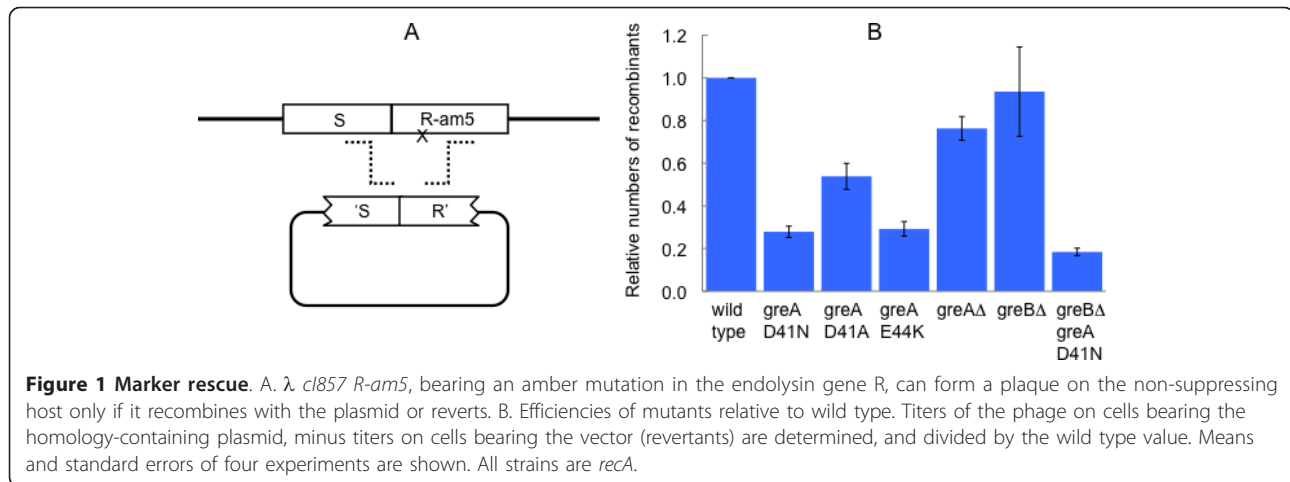 A
S
R-am5
X
'S
R'
B
Relative numbers of recombinants
1.2
1.0
0.8
0.6
0.4
0.2
0.0
wild
type
greA
D41N
greA
D41A
greA
E44K
greAΔ
greBΔ
greBΔ
greA
D41N
Figure 1 Marker rescue. A. λ cI857 R-am5, bearing an amber mutation in the endolysin gene R, can form a plaque on the non-suppressing
host only if it recombines with the plasmid or reverts. B. Efficiencies of mutants relative to wild type. Titers of the phage on cells bearing the
homology-containing plasmid, minus titers on cells bearing the vector (revertants) are determined, and divided by the wild type value. Means
and standard errors of four experiments are shown. All strains are recA.